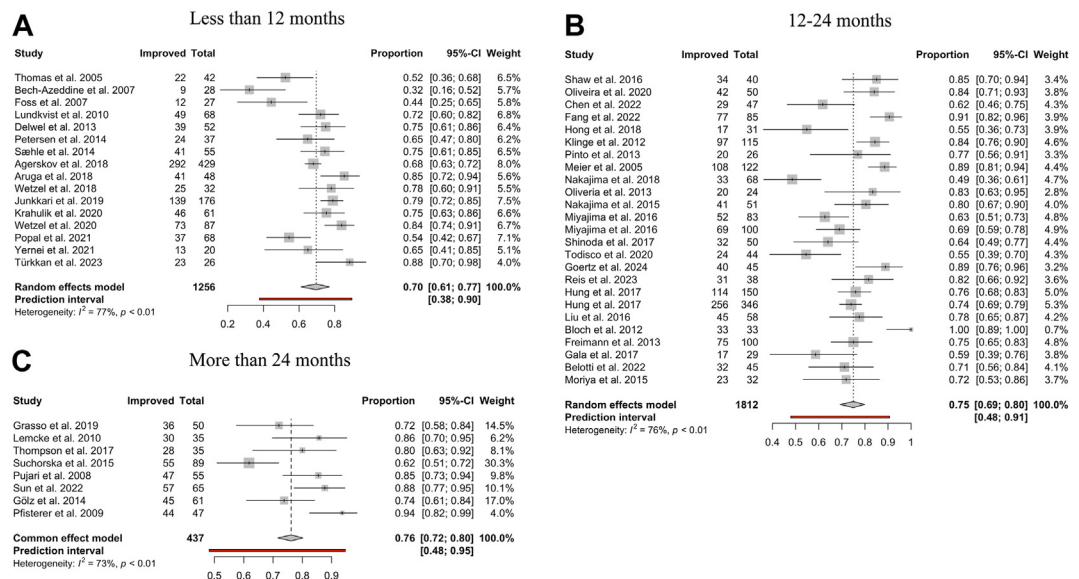 A
Less than 12 months
Study Improved Total Proportion 95%-CI Weight
Thomas et al. 2005 22 42 0.52 [0.36; 0.68] 6.5%
Bech-Azeddine et al. 2007 9 28 0.32 [0.16; 0.52] 5.7%
Foss et al. 2007 12 27 0.44 [0.25; 0.65] 5.8%
Lundkvist et al. 2010 49 68 0.72 [0.60; 0.82] 6.8%
Delwel et al. 2013 39 52 0.75 [0.61; 0.86] 6.4%
Petersen et al. 2014 24 37 0.65 [0.47; 0.80] 6.2%
Sæhle et al. 2014 41 55 0.75 [0.61; 0.85] 6.5%
Agerskov et al. 2018 292 429 0.68 [0.63; 0.72] 8.0%
Aruga et al. 2018 41 48 0.85 [0.72; 0.94] 5.5%
Wetzel et al. 2018 25 32 0.78 [0.60; 0.91] 5.5%
Junkkari et al. 2019 139 176 0.79 [0.72; 0.85] 7.5%
Krahulik et al. 2020 46 61 0.75 [0.63; 0.86] 6.6%
Wetzel et al. 2020 73 87 0.84 [0.74; 0.91] 6.7%
Popal et al. 2021 37 68 0.54 [0.42; 0.67] 7.1%
Yernei et al. 2021 13 20 0.65 [0.41; 0.85] 5.1%
Türkkan et al. 2023 23 26 0.88 [0.70; 0.98] 4.0%
Random effects model 1256 0.70 [0.61; 0.77] 100.0%
Prediction interval [0.38; 0.90]
Heterogeneity: I² = 77%, p < 0.01
0.2 0.4 0.6 0.8
B
12-24 months
Study Improved Total Proportion 95%-CI Weight
Shaw et al. 2016 34 40 0.85 [0.70; 0.94] 3.4%
Oliveira et al. 2020 42 50 0.84 [0.71; 0.93] 3.7%
Chen et al. 2022 29 47 0.62 [0.46; 0.75] 4.2%
Fang et al. 2022 77 85 0.91 [0.82; 0.96] 3.9%
Hong et al. 2018 17 31 0.55 [0.36; 0.73] 3.8%
Klinge et al. 2012 97 115 0.84 [0.76; 0.90] 4.7%
Pinto et al. 2013 20 26 0.77 [0.56; 0.91] 3.2%
Meier et al. 2005 108 122 0.89 [0.81; 0.94] 4.4%
Nakajima et al. 2018 33 68 0.49 [0.36; 0.61] 4.7%
Oliveria et al. 2013 20 24 0.83 [0.63; 0.95] 2.7%
Nakajima et al. 2015 41 51 0.80 [0.67; 0.90] 4.0%
Miyajima et al. 2016 52 83 0.63 [0.51; 0.73] 4.7%
Miyajima et al. 2016 69 100 0.69 [0.59; 0.78] 4.8%
Shinoda et al. 2017 32 50 0.64 [0.49; 0.77] 4.3%
Todisco et al. 2020 24 44 0.55 [0.39; 0.70] 4.2%
Goertz et al. 2024 40 45 0.89 [0.76; 0.96] 3.2%
Reis et al. 2023 31 38 0.82 [0.66; 0.92] 3.5%
Hung et al. 2017 114 150 0.76 [0.68; 0.83] 5.0%
Hung et al. 2017 256 346 0.74 [0.69; 0.79] 5.3%
Liu et al. 2016 45 58 0.78 [0.65; 0.87] 4.2%
Bloch et al. 2012 33 33 1.00 [0.89; 1.00] 0.7%
Freimann et al. 2013 75 100 0.75 [0.65; 0.83] 4.8%
Gala et al. 2017 17 29 0.59 [0.39; 0.76] 3.8%
Belotti et al. 2022 32 45 0.71 [0.56; 0.84] 4.1%
Moriya et al. 2015 23 32 0.72 [0.53; 0.86] 3.7%
Random effects model 1812 0.75 [0.69; 0.80] 100.0%
Prediction interval [0.48; 0.91]
Heterogeneity: I² = 76%, p < 0.01
0.4 0.5 0.6 0.7 0.8 0.9 1
C
More than 24 months
Study Improved Total Proportion 95%-CI Weight
Grasso et al. 2019 36 50 0.72 [0.58; 0.84] 14.5%
Lemcke et al. 2010 30 35 0.86 [0.70; 0.95] 6.2%
Thompson et al. 2017 28 35 0.80 [0.63; 0.92] 8.1%
Suchorska et al. 2015 55 89 0.62 [0.51; 0.72] 30.3%
Pujari et al. 2008 47 55 0.85 [0.73; 0.94] 9.8%
Sun et al. 2022 57 65 0.88 [0.77; 0.95] 10.1%
Gölz et al. 2014 45 61 0.74 [0.61; 0.84] 17.0%
Pfisterer et al. 2009 44 47 0.94 [0.82; 0.99] 4.0%
Common effect model 437 0.76 [0.72; 0.80] 100.0%
Prediction interval [0.48; 0.95]
Heterogeneity: I² = 73%, p < 0.01
0.5 0.6 0.7 0.8 0.9